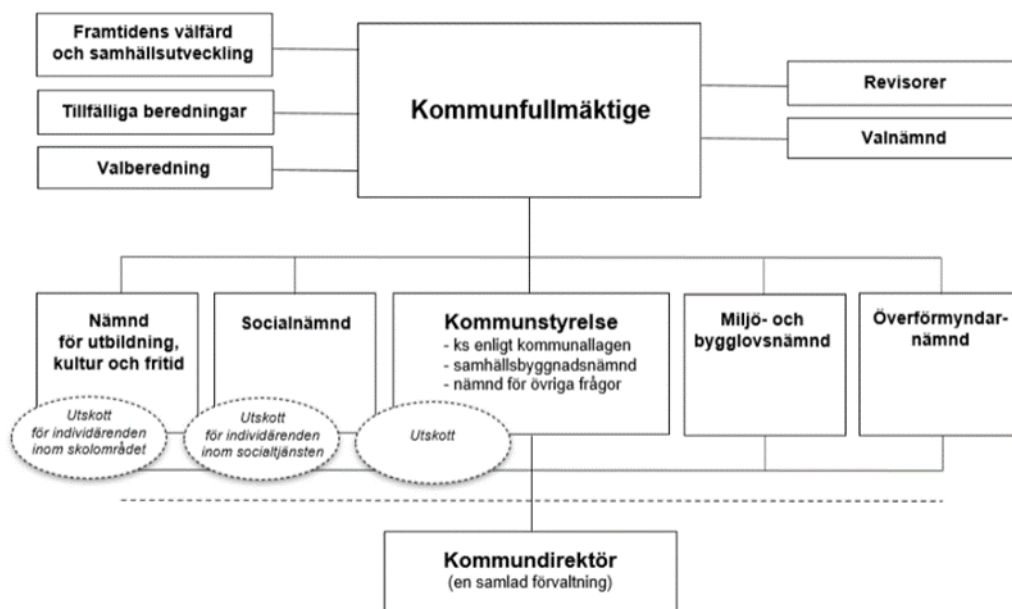 Framtidens välfärd
och samhällsutveckling
Tillfälliga beredningar
Valberedning
Kommunfullmäktige
Revisorer
Valnämnd
Nämnd
för utbildning,
kultur och fritid
Socialnämnd
Kommunstyrelse
- ks enligt kommunallagen
- samhällsbyggnadsnämnd
- nämnd för övriga frågor
Miljö- och
bygglovsnämnd
Överförmyndar-
nämnd
Utskott
för individärenden
inom skolområdet
Utskott
för individärenden
inom socialtjänsten
Utskott
Kommundirektör
(en samlad förvaltning)